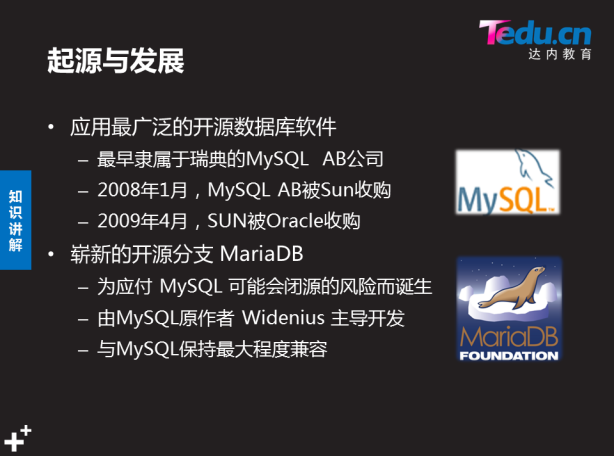 Tedu.cn
达内教育
起源与发展
• 应用最广泛的开源数据库软件
– 最早隶属于瑞典的MySQL AB公司
– 2008年1月，MySQL AB被Sun收购
– 2009年4月，SUN被Oracle收购
• 崭新的开源分支 MariaDB
– 为应付 MySQL 可能会闭源的风险而诞生
– 由MySQL原作者 Widenius 主导开发
– 与MySQL保持最大程度兼容
知识讲解
MySQL™
MariaDB
FOUNDATION